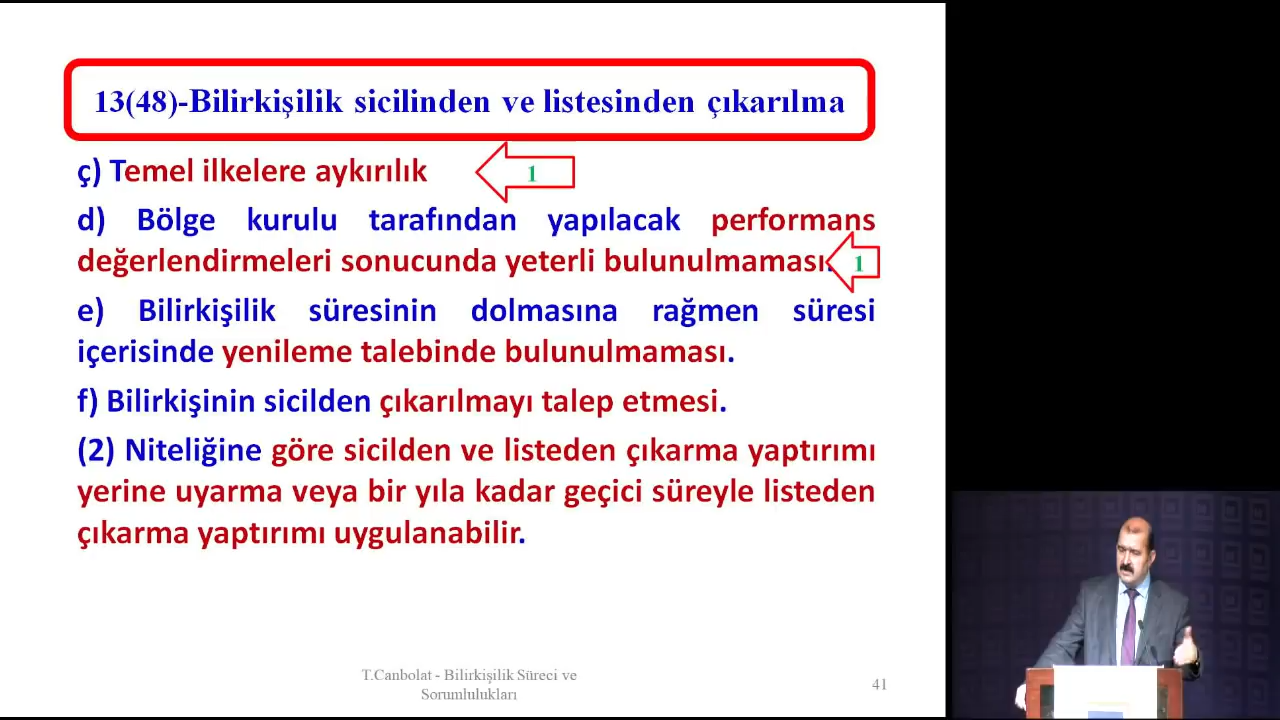 13(48)-Bilirkişilik sicilinden ve listesinden çıkarılma
ç) Temel ilkelere aykırılık
1
d) Bölge kurulu tarafından yapılacak performans
değerlendirmeleri sonucunda yeterli bulunulmaması.
1
e) Bilirkişilik süresinin dolmasına rağmen süresi
içerisinde yenileme talebinde bulunulmaması.
f) Bilirkişinin sicilden çıkarılmayı talep etmesi.
(2) Niteliğine göre sicilden ve listeden çıkarma yaptırımı
yerine uyarma veya bir yıla kadar geçici süreyle listeden
çıkarma yaptırımı uygulanabilir.
T.Canbolat - Bilirkişilik Süreci ve
Sorumlulukları
41